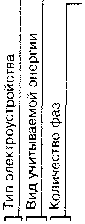 Тип электроустройства
Вид учитываемой энергии
Количество фаз